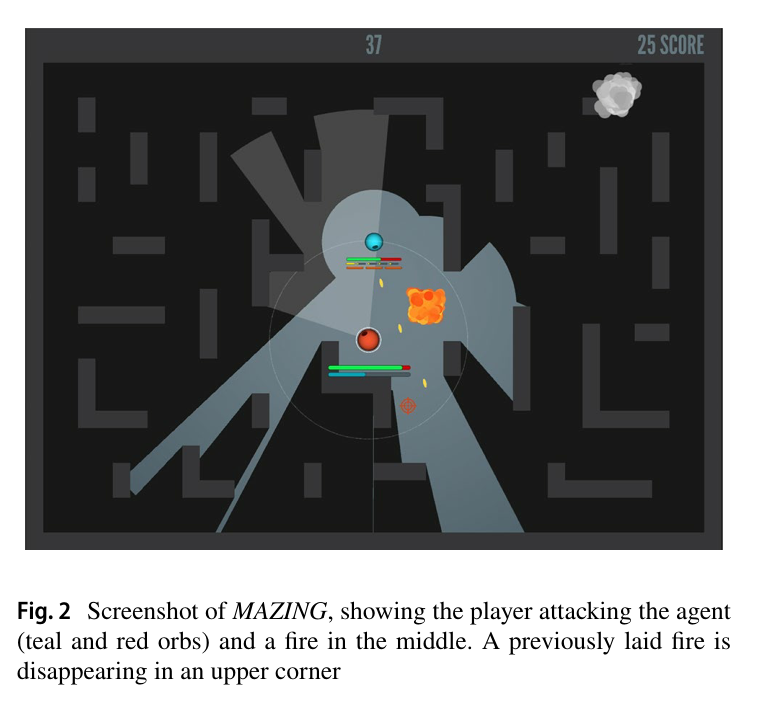 37
25 SCORE
Fig. 2 Screenshot of MAZING, showing the player attacking the agent
(teal and red orbs) and a fire in the middle. A previously laid fire is
disappearing in an upper corner